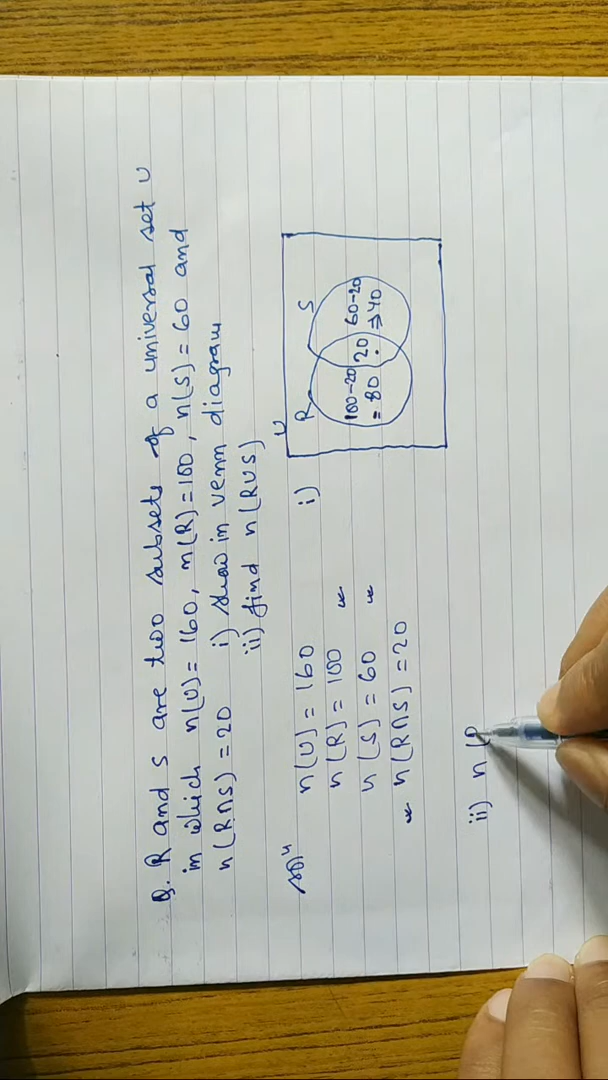 Q. R and S are two subsets of a universal set U
in which n(U) = 160, n(R) = 100, n(S) = 60 and
n(R∩S) = 20 i) show in venn diagram
ii) find n(RUS)
solⁿ
n(U) = 160
n(R) = 100
n(S) = 60
n(R∩S) = 20
i)
U
R S
100-20 20 60-20
= 80 ⇒ 40
ii) n (